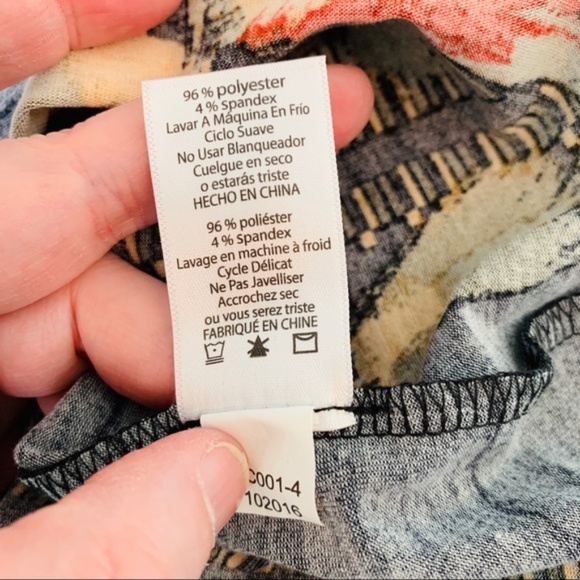 96 % polyester
4 % Spandex
Lavar A Máquina En Frío
Ciclo Suave
No Usar Blanqueador
Cuelgue en seco
o estarás triste
HECHO EN CHINA
96 % poliéster
4 % Spandex
Lavage en machine à froid
Cycle Délicat
Ne Pas Javelliser
Accrochez sec
ou vous serez triste
FABRIQUÉ EN CHINE
C001-4
102016